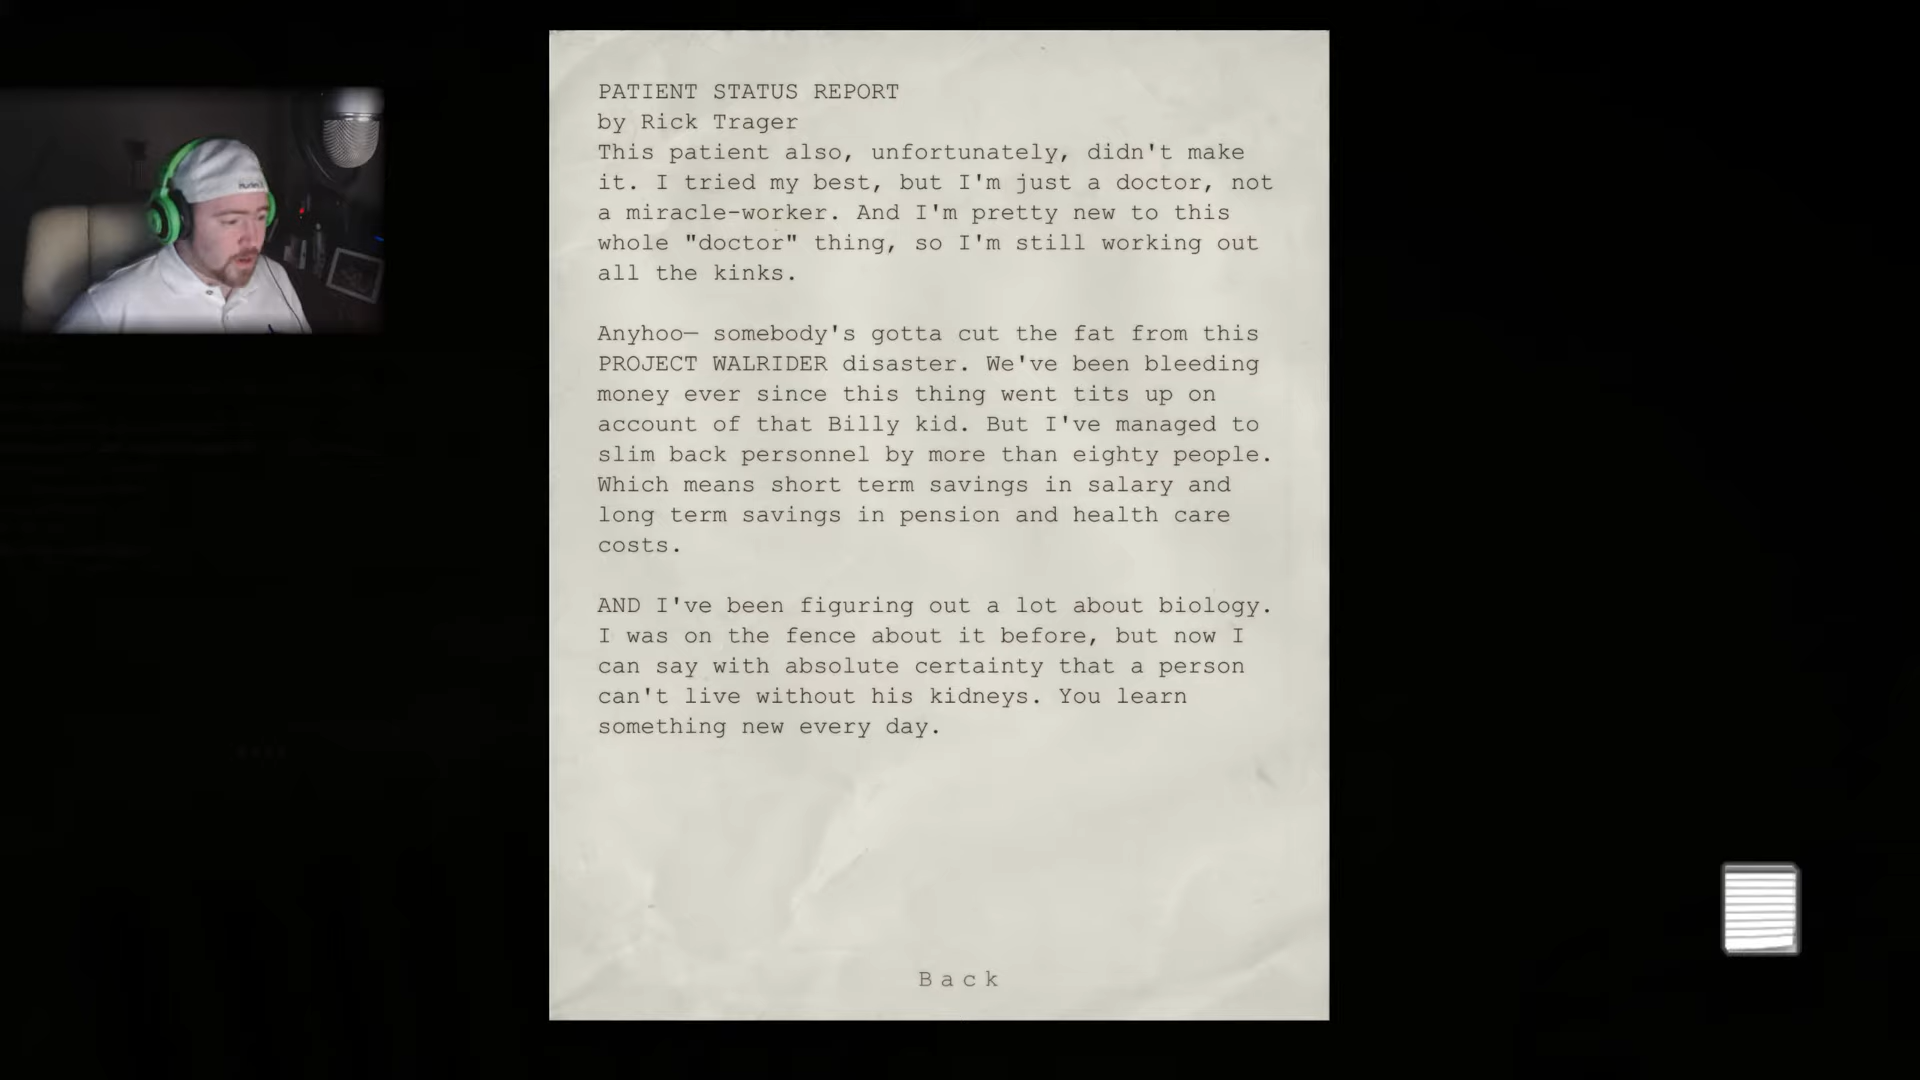 PATIENT STATUS REPORT
by Rick Trager
This patient also, unfortunately, didn't make
it. I tried my best, but I'm just a doctor, not
a miracle-worker. And I'm pretty new to this
whole "doctor" thing, so I'm still working out
all the kinks.
Anyhoo— somebody's gotta cut the fat from this
PROJECT WALRIDER disaster. We've been bleeding
money ever since this thing went tits up on
account of that Billy kid. But I've managed to
slim back personnel by more than eighty people.
Which means short term savings in salary and
long term savings in pension and health care
costs.
AND I've been figuring out a lot about biology.
I was on the fence about it before, but now I
can say with absolute certainty that a person
can't live without his kidneys. You learn
something new every day.
Back